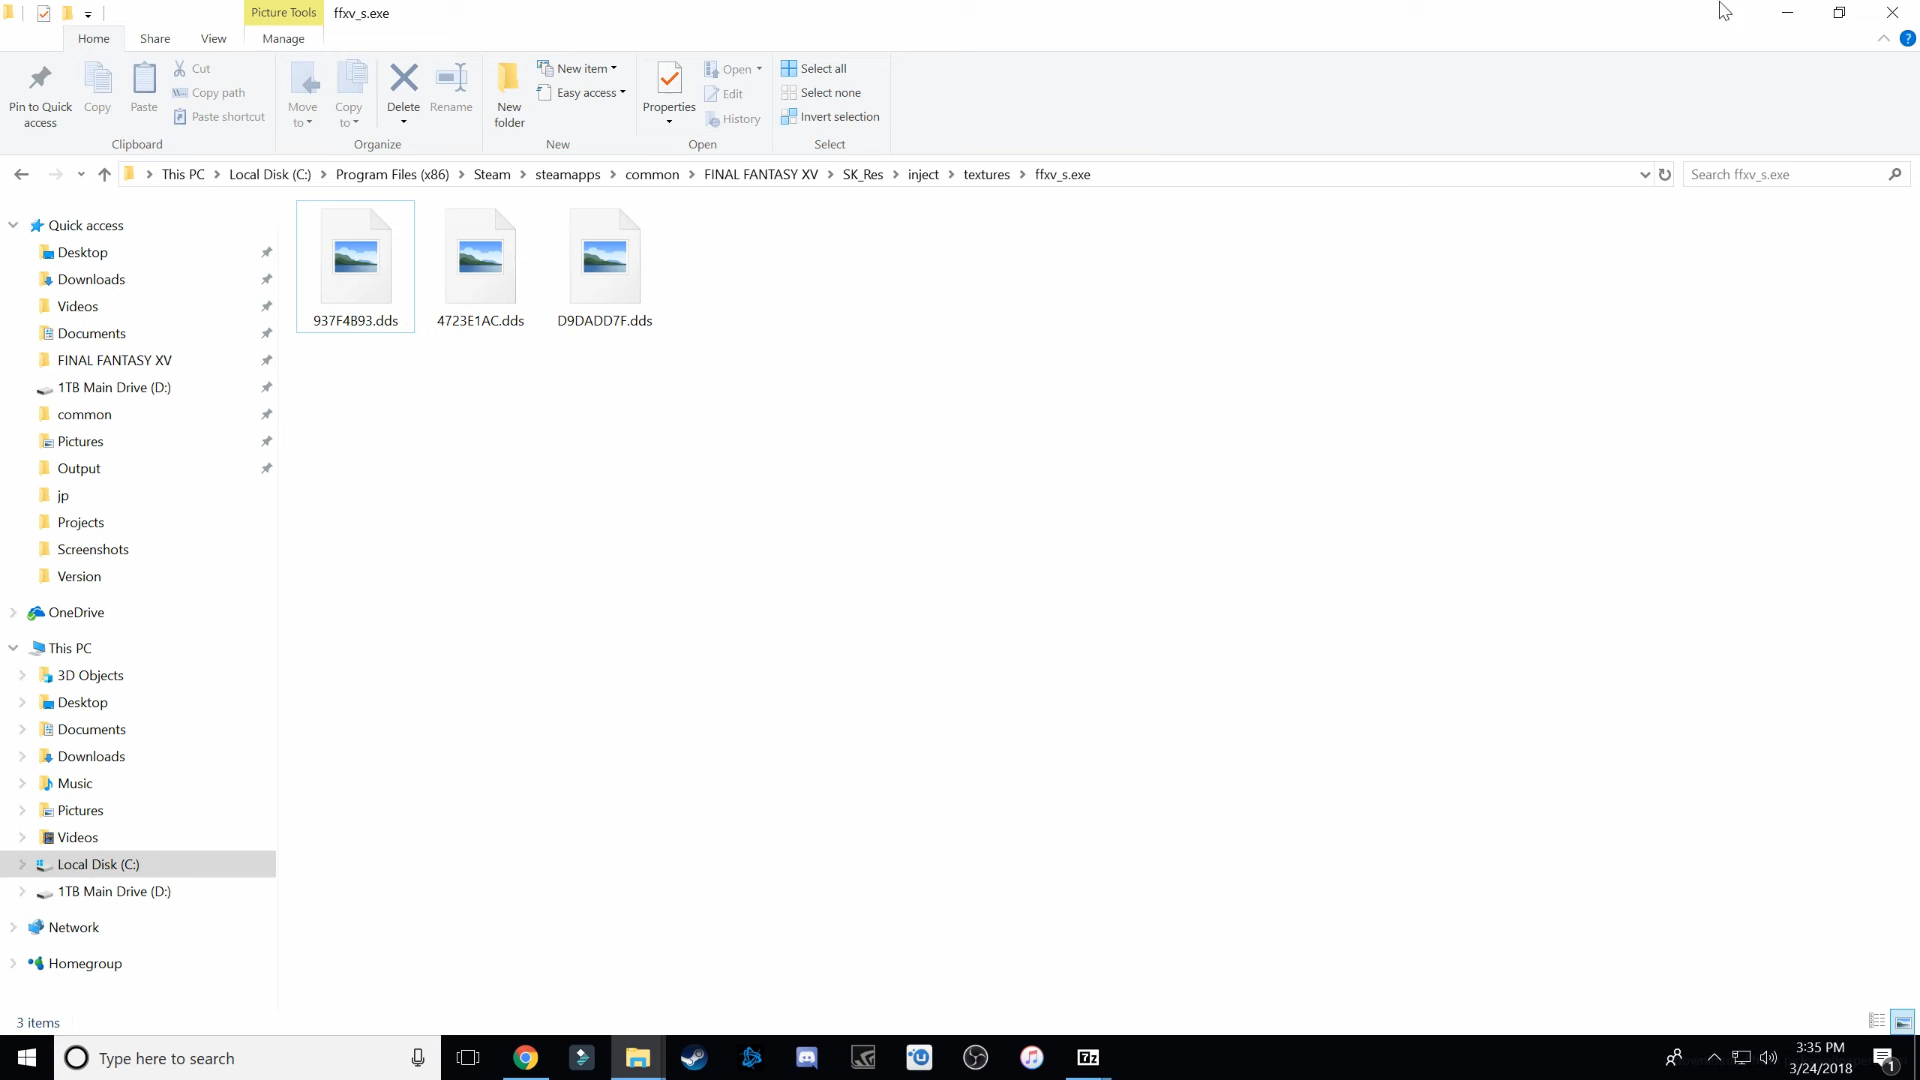 Picture Tools ffxv_s.exe
Home Share View Manage
Pin to Quick access
Copy
Paste
Cut
Copy path
Paste shortcut
Clipboard
Move to
Copy to
Delete
Rename
Organize
New folder
New item
Easy access
New
Properties
Open
Edit
History
Open
Select all
Select none
Invert selection
Select
This PC Local Disk (C:) Program Files (x86) Steam steamapps common FINAL FANTASY XV SK_Res inject textures ffxv_s.exe
Search ffxv_s.exe
Quick access
Desktop
Downloads
Videos
Documents
FINAL FANTASY XV
1TB Main Drive (D:)
common
Pictures
Output
jp
Projects
Screenshots
Version
OneDrive
This PC
3D Objects
Desktop
Documents
Downloads
Music
Pictures
Videos
Local Disk (C:)
1TB Main Drive (D:)
Network
Homegroup
937F4B93.dds
4723E1AC.dds
D9DADD7F.dds
3 items
Type here to search
7z
3:35 PM
3/24/2018
1